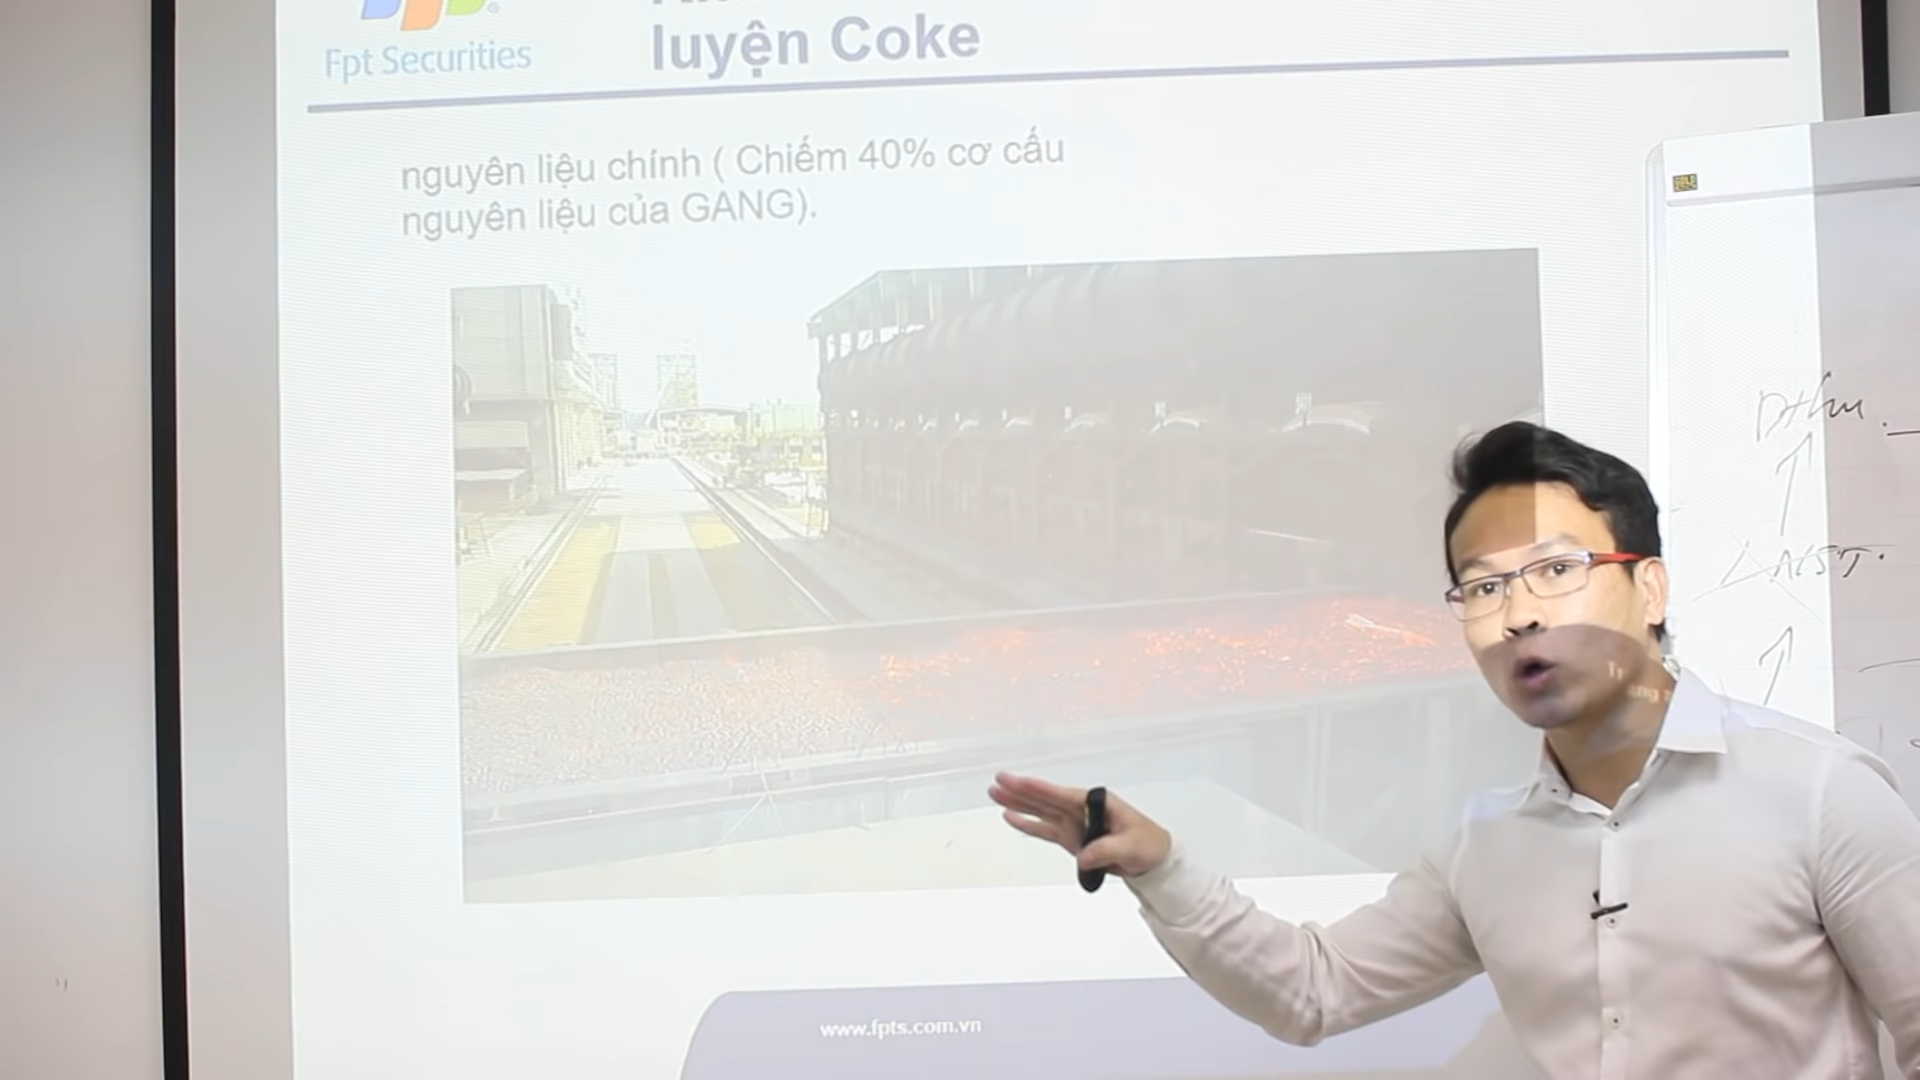 Fpt Securities
luyện Coke
nguyên liệu chính ( Chiếm 40% cơ cấu
nguyên liệu của GANG).
GOLD
www.fpts.com.vn